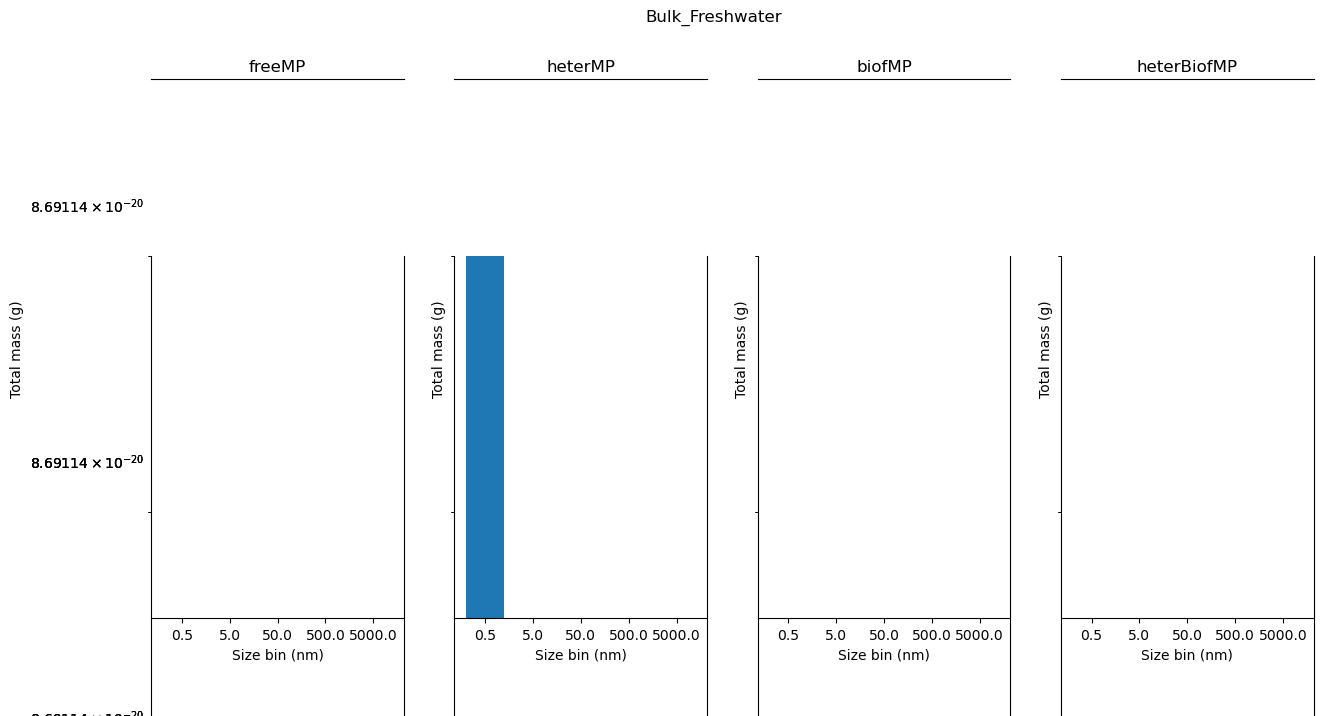 Bulk_Freshwater
freeMP
heterMP
biofMP
heterBiofMP
8.69114 × 10⁻²⁰
Total mass (g)
Total mass (g)
Total mass (g)
Total mass (g)
8.69114 × 10⁻²⁰
0.5 5.0 50.0 500.0 5000.0
0.5 5.0 50.0 500.0 5000.0
0.5 5.0 50.0 500.0 5000.0
0.5 5.0 50.0 500.0 5000.0
Size bin (nm)
Size bin (nm)
Size bin (nm)
Size bin (nm)